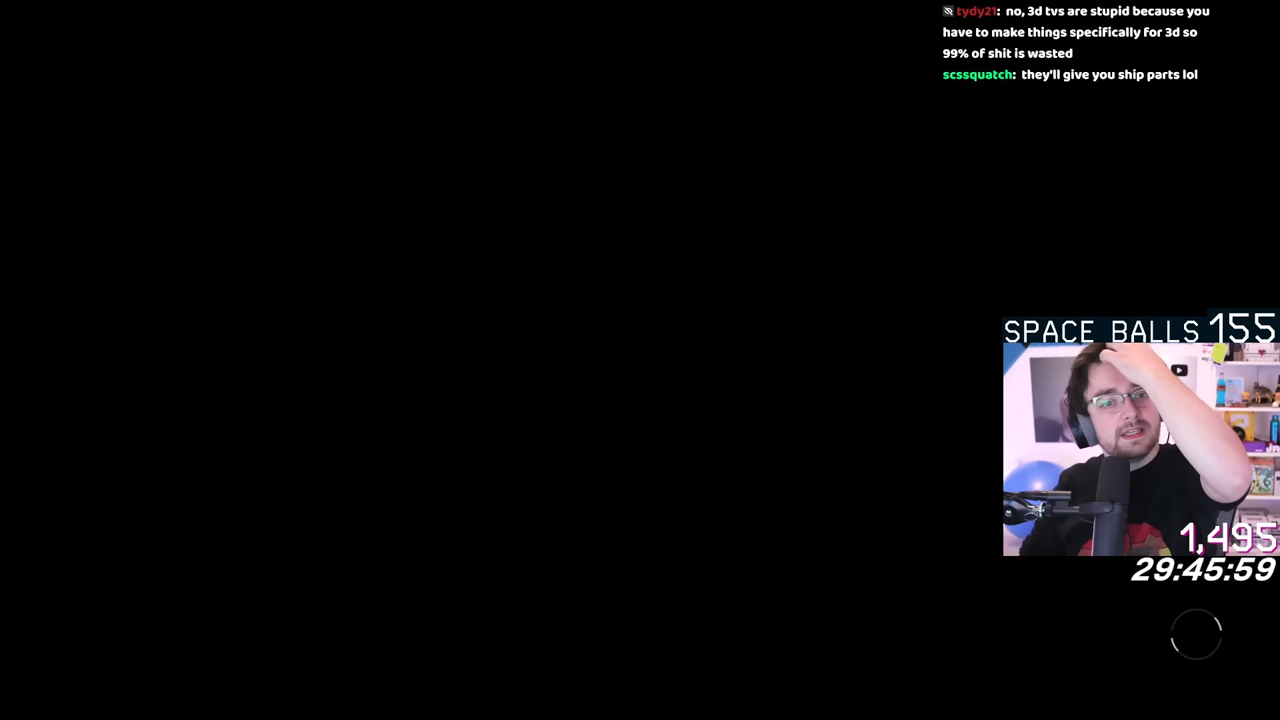 tydy21: no, 3d tvs are stupid because you
have to make things specifically for 3d so
99% of shit is wasted
scssquatch: they'll give you ship parts lol
SPACE BALLS 155
1,495
29:45:59